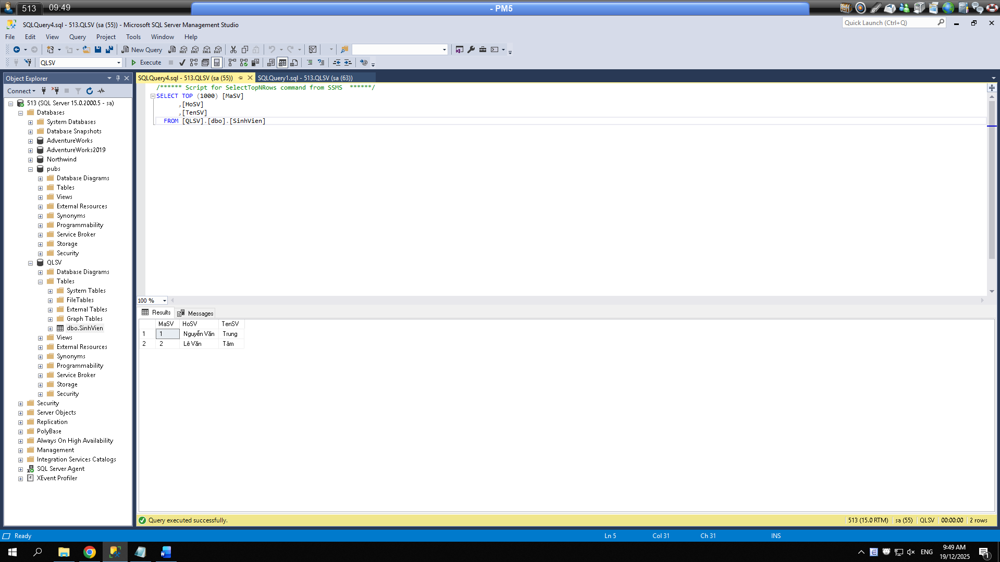 513
09:49
- PM5
SQLQuery4.sql - 513.QLSV (sa (55)) - Microsoft SQL Server Management Studio
Quick Launch (Ctrl+Q)
File Edit View Query Project Tools Window Help
New Query
MDX DMX XMLA DAX
QLSV
Execute
Object Explorer
SQLQuery4.sql - 513.QLSV (sa (55))
SQLQuery1.sql - 513.QLSV (sa (63))
Connect
513 (SQL Server 15.0.2000.5 - sa)
Databases
System Databases
Database Snapshots
AdventureWorks
AdventureWorks2019
Northwind
pubs
Database Diagrams
Tables
Views
External Resources
Synonyms
Programmability
Service Broker
Storage
Security
QLSV
Database Diagrams
Tables
System Tables
FileTables
External Tables
Graph Tables
dbo.SinhVien
Views
External Resources
Synonyms
Programmability
Service Broker
Storage
Security
Security
Server Objects
Replication
PolyBase
Always On High Availability
Management
Integration Services Catalogs
SQL Server Agent
XEvent Profiler
/****** Script for SelectTopNRows command from SSMS  ******/
SELECT TOP (1000) [MaSV]
,[HoSV]
,[TenSV]
FROM [QLSV].[dbo].[SinhVien]
100 %
Results Messages
MaSV HoSV TenSV
1 1 Nguyễn Văn Trung
2 2 Lê Văn Tâm
Query executed successfully.
513 (15.0 RTM) sa (55) QLSV 00:00:00 2 rows
Ready
Ln 5 Col 31 Ch 31 INS
ENG
9:49 AM
19/12/2025
1